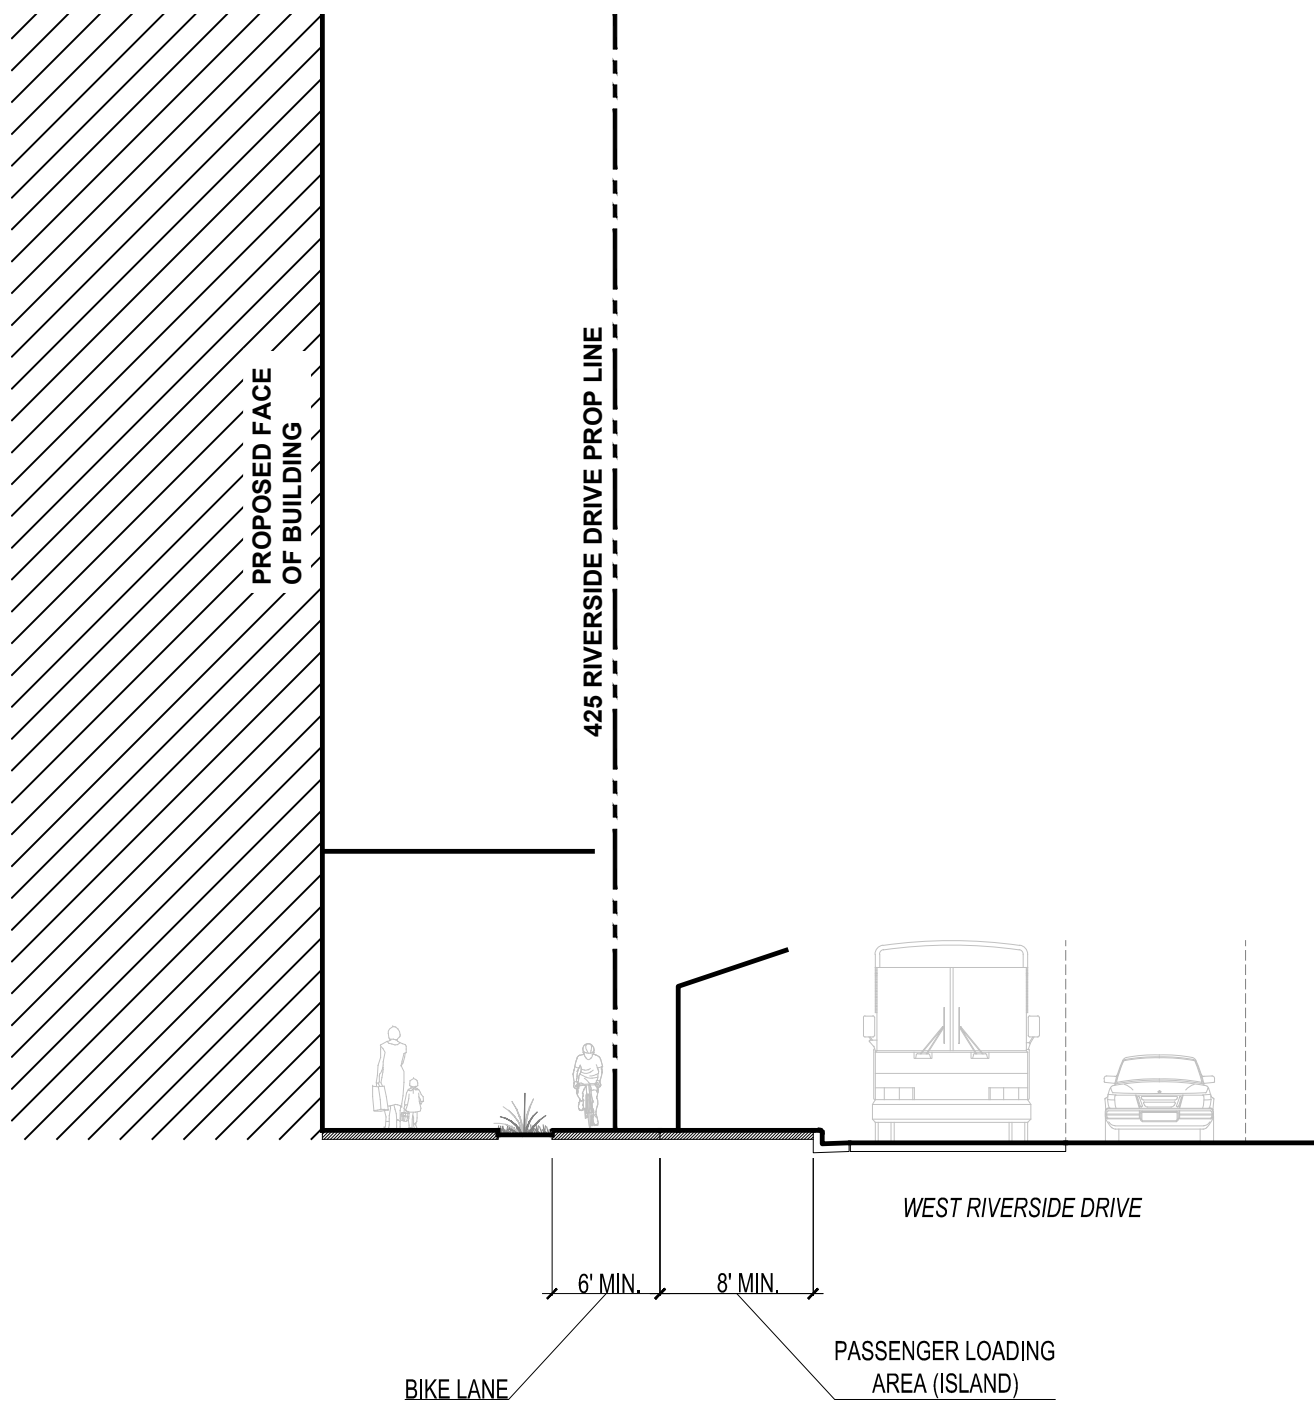 PROPOSED FACE
OF BUILDING
425 RIVERSIDE DRIVE PROP LINE
WEST RIVERSIDE DRIVE
6' MIN.
8' MIN.
BIKE LANE
PASSENGER LOADING
AREA (ISLAND)